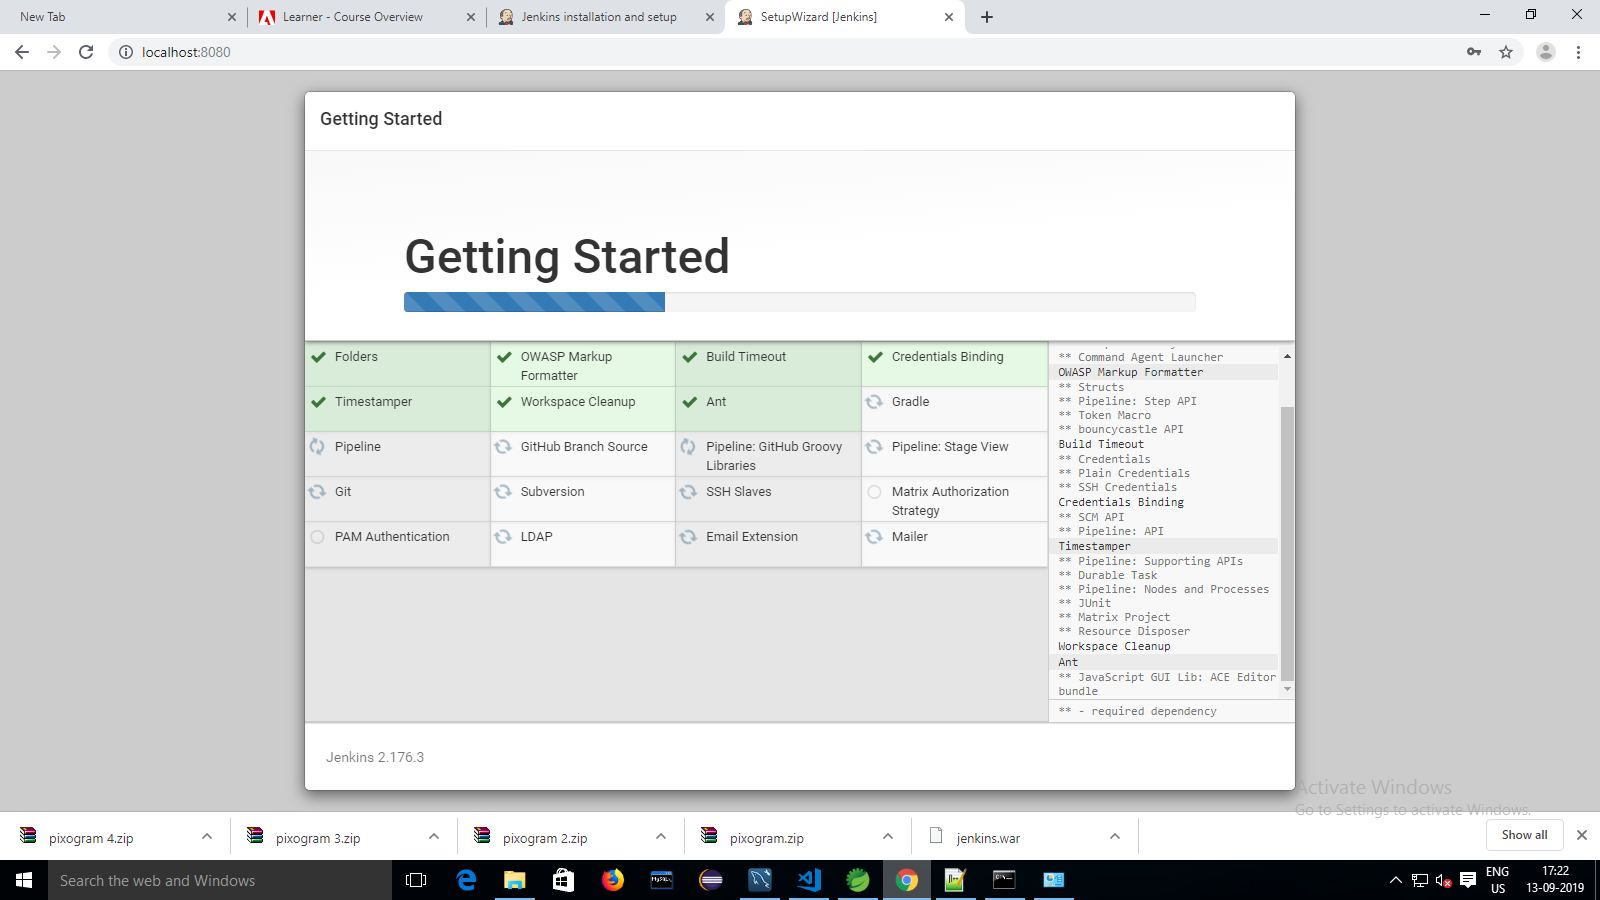 New Tab
Learner - Course Overview
Jenkins installation and setup
SetupWizard [Jenkins]
localhost:8080
Getting Started
Getting Started
Folders
OWASP Markup
Formatter
Build Timeout
Credentials Binding
Timestamper
Workspace Cleanup
Ant
Gradle
Pipeline
GitHub Branch Source
Pipeline: GitHub Groovy
Libraries
Pipeline: Stage View
Git
Subversion
SSH Slaves
Matrix Authorization
Strategy
PAM Authentication
LDAP
Email Extension
Mailer
** Command Agent Launcher
OWASP Markup Formatter
** Structs
** Pipeline: Step API
** Token Macro
** bouncycastle API
Build Timeout
** Credentials
** Plain Credentials
** SSH Credentials
Credentials Binding
** SCM API
** Pipeline: API
Timestamper
** Pipeline: Supporting APIs
** Durable Task
** Pipeline: Nodes and Processes
** JUnit
** Matrix Project
** Resource Disposer
Workspace Cleanup
Ant
** JavaScript GUI Lib: ACE Editor
bundle
** - required dependency
Jenkins 2.176.3
Activate Windows
Go to Settings to activate Windows.
pixogram 4.zip
pixogram 3.zip
pixogram 2.zip
pixogram.zip
jenkins.war
Show all
Search the web and Windows
MySQL
ENG
US
17:22
13-09-2019